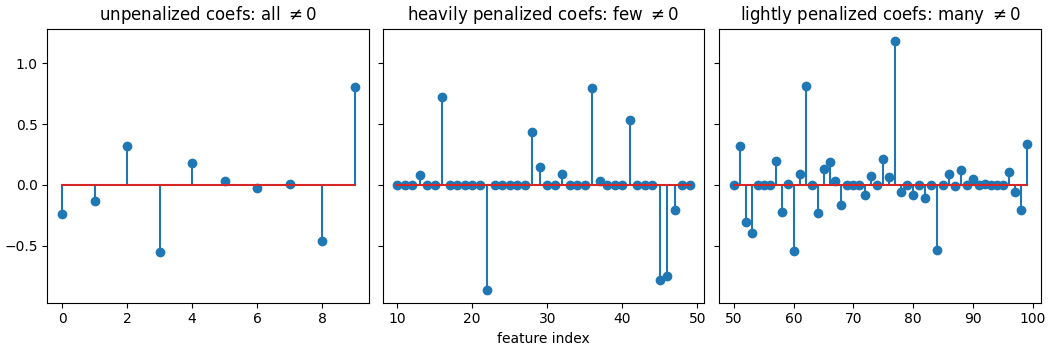 unpenalized coefs: all ≠0
heavily penalized coefs: few ≠0
lightly penalized coefs: many ≠0
1.0
0.5
0.0
−0.5
0 2 4 6 8
10 20 30 40 50
50 60 70 80 90 100
feature index